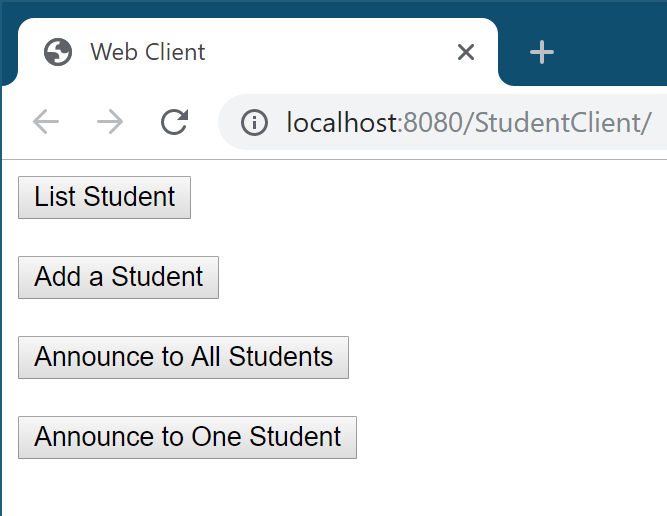 Web Client
localhost:8080/StudentClient/
List Student
Add a Student
Announce to All Students
Announce to One Student